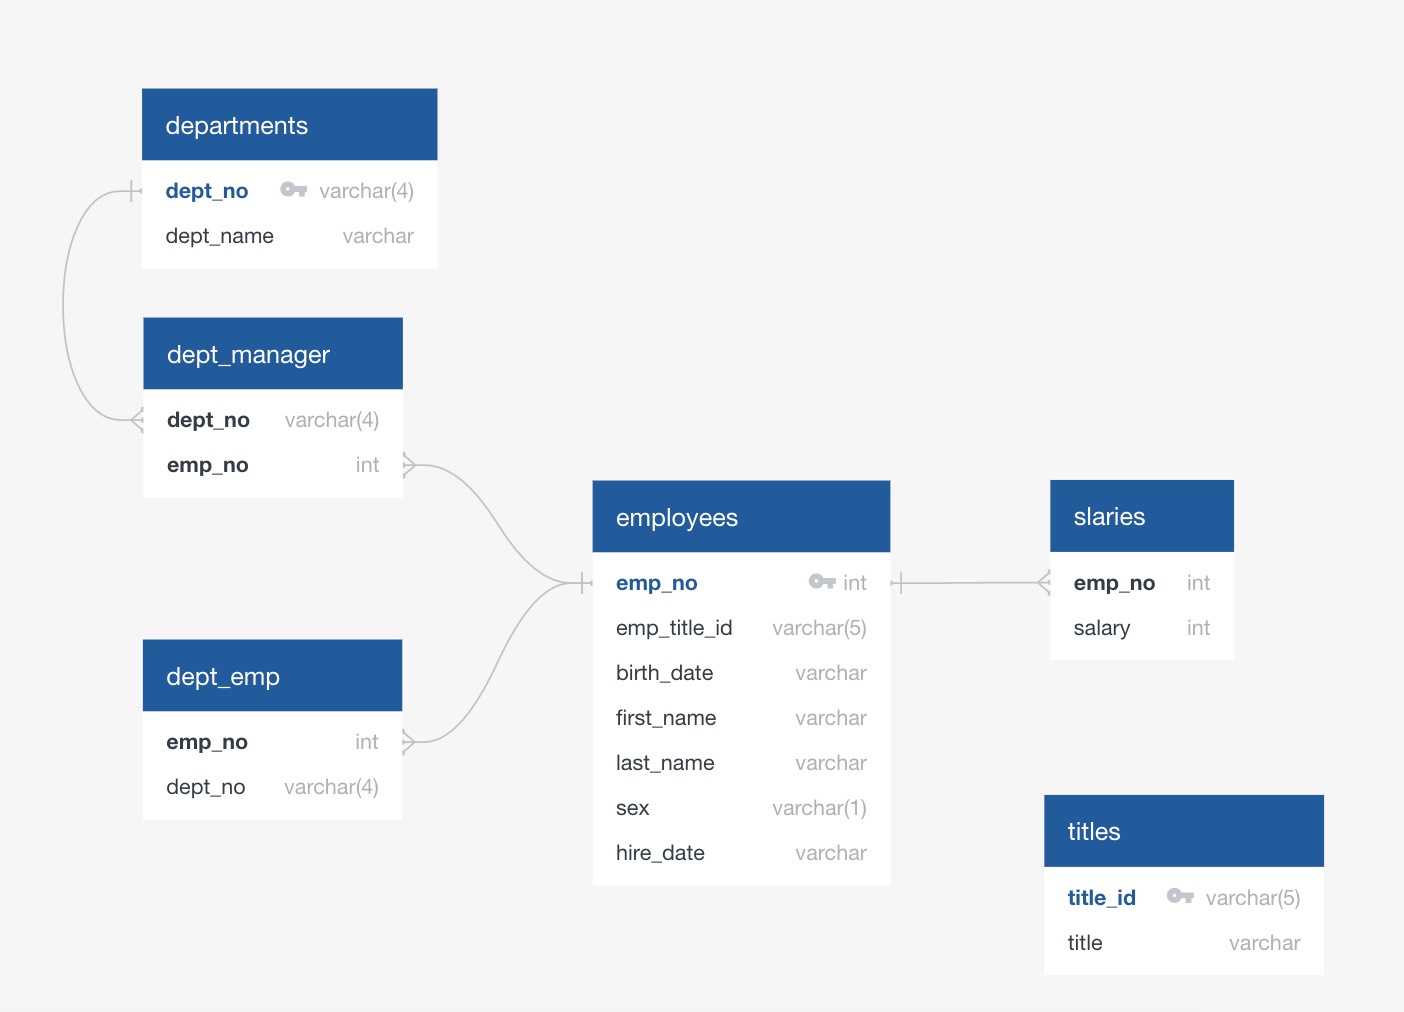 departments
dept_no varchar(4)
dept_name varchar
dept_manager
dept_no varchar(4)
emp_no int
dept_emp
emp_no int
dept_no varchar(4)
employees
emp_no int
emp_title_id varchar(5)
birth_date varchar
first_name varchar
last_name varchar
sex varchar(1)
hire_date varchar
slaries
emp_no int
salary int
titles
title_id varchar(5)
title varchar